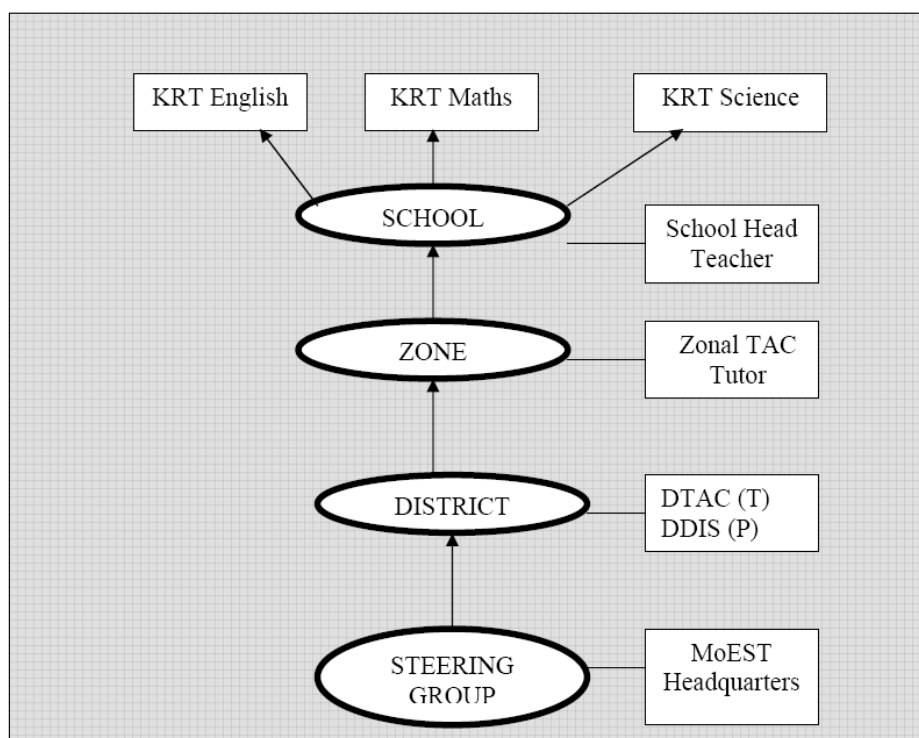 KRT English
KRT Maths
KRT Science
SCHOOL
School Head
Teacher
ZONE
Zonal TAC
Tutor
DISTRICT
DTAC (T)
DDIS (P)
STEERING
GROUP
MoEST
Headquarters